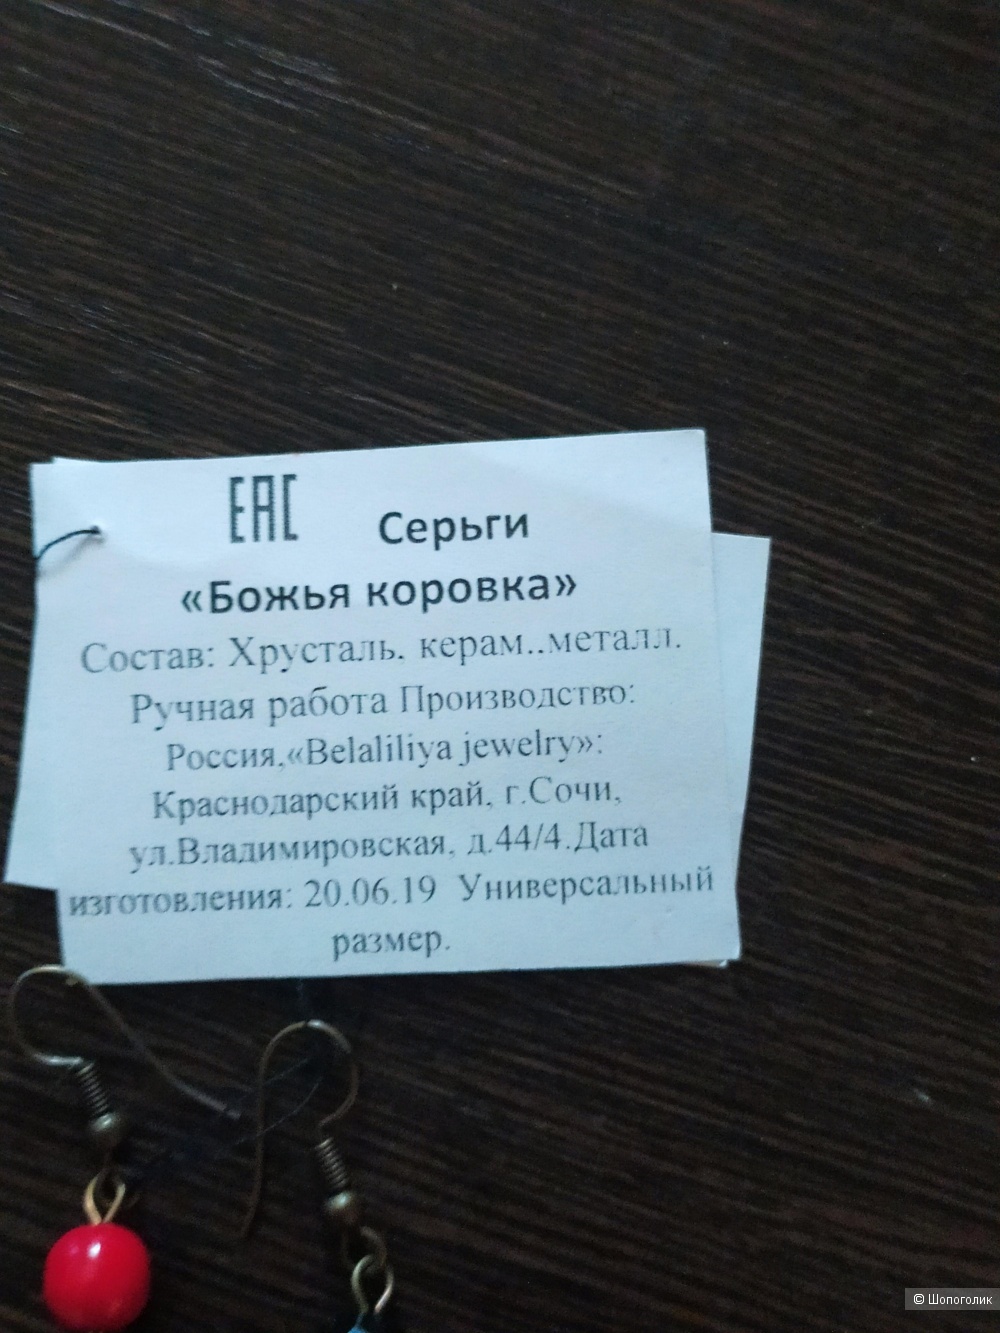 ЕАС Серьги
«Божья коровка»
Состав: Хрусталь. керам..металл.
Ручная работа Производство:
Россия,«Belaliliya jewelry»:
Краснодарский край, г.Сочи,
ул.Владимировская, д.44/4.Дата
изготовления: 20.06.19 Универсальный
размер.
© Шопоголик